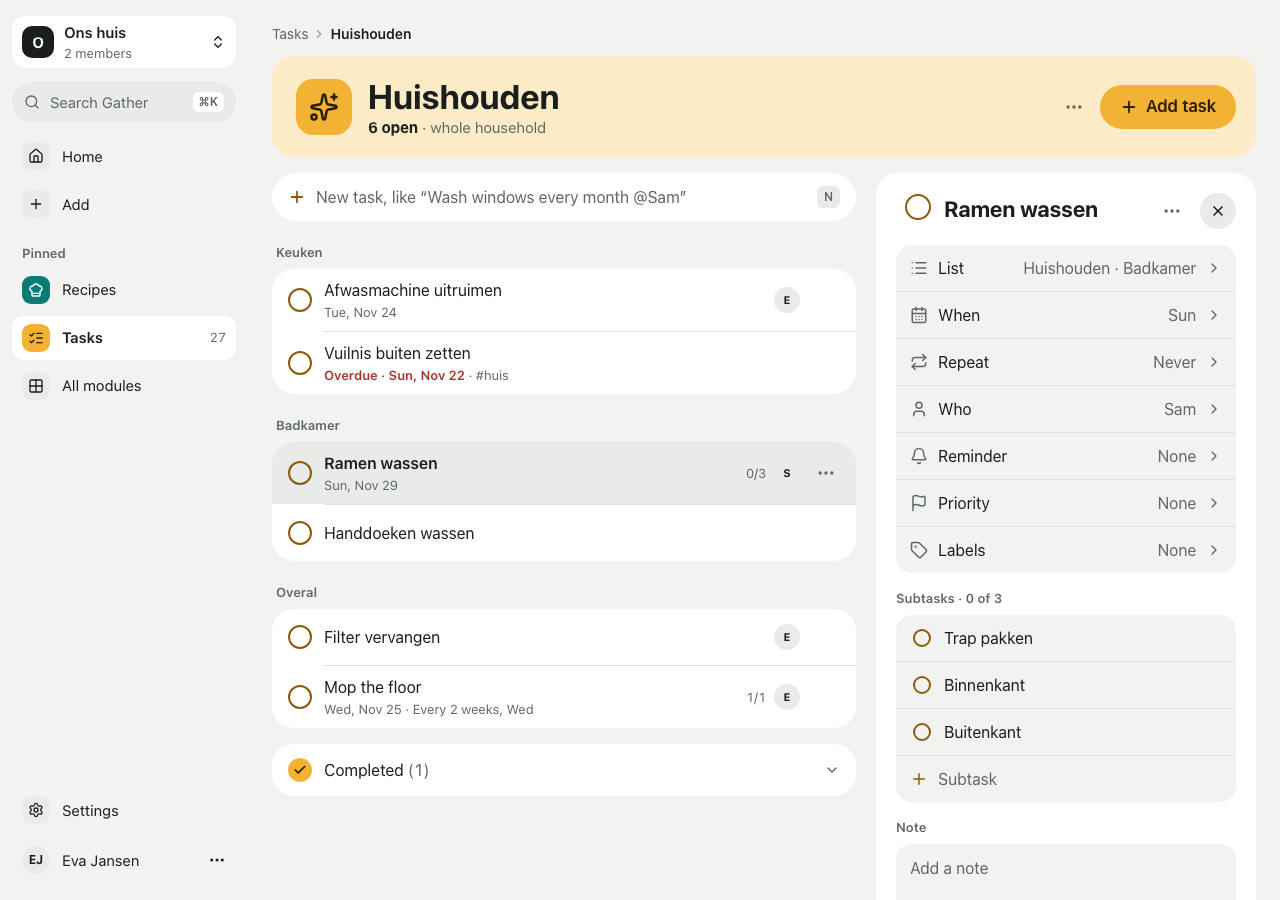 O
Ons huis
2 members
Search Gather
⌘K
Home
Add
Pinned
Recipes
Tasks
27
All modules
Settings
EJ
Eva Jansen
Tasks
Huishouden
Huishouden
6 open · whole household
Add task
New task, like “Wash windows every month @Sam”
N
Keuken
Afwasmachine uitruimen
Tue, Nov 24
E
Vuilnis buiten zetten
Overdue · Sun, Nov 22 · #huis
Badkamer
Ramen wassen
Sun, Nov 29
0/3
S
Handdoeken wassen
Overal
Filter vervangen
E
Mop the floor
Wed, Nov 25 · Every 2 weeks, Wed
1/1
E
Completed (1)
Ramen wassen
List
Huishouden · Badkamer
When
Sun
Repeat
Never
Who
Sam
Reminder
None
Priority
None
Labels
None
Subtasks · 0 of 3
Trap pakken
Binnenkant
Buitenkant
Subtask
Note
Add a note